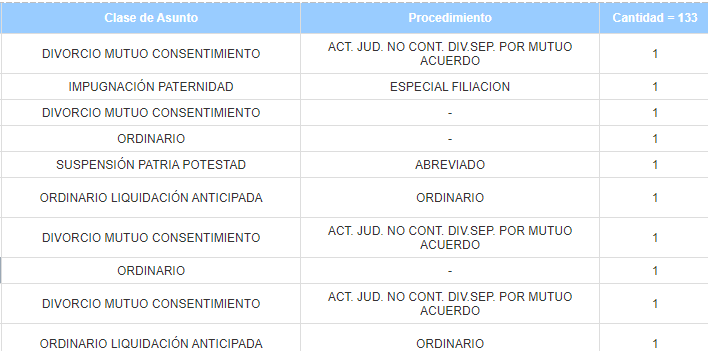 Clase de Asunto Procedimiento Cantidad = 133
DIVORCIO MUTUO CONSENTIMIENTO ACT. JUD. NO CONT. DIV.SEP. POR MUTUO
ACUERDO 1
IMPUGNACIÓN PATERNIDAD ESPECIAL FILIACION 1
DIVORCIO MUTUO CONSENTIMIENTO - 1
ORDINARIO - 1
SUSPENSIÓN PATRIA POTESTAD ABREVIADO 1
ORDINARIO LIQUIDACIÓN ANTICIPADA ORDINARIO 1
DIVORCIO MUTUO CONSENTIMIENTO ACT. JUD. NO CONT. DIV.SEP. POR MUTUO
ACUERDO 1
ORDINARIO - 1
DIVORCIO MUTUO CONSENTIMIENTO ACT. JUD. NO CONT. DIV.SEP. POR MUTUO
ACUERDO 1
ORDINARIO LIQUIDACIÓN ANTICIPADA ORDINARIO 1